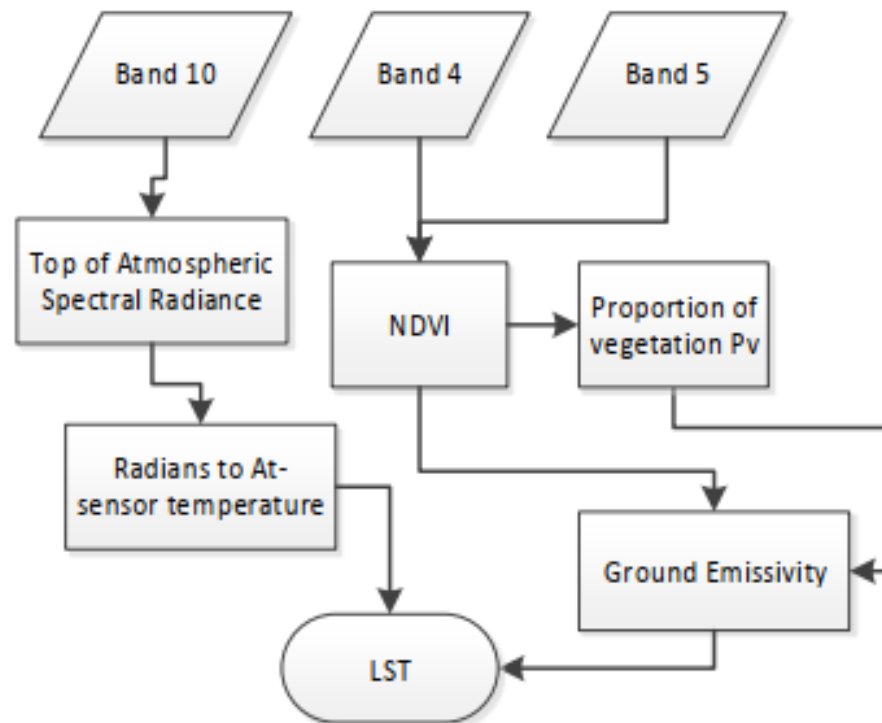 Band 10
Band 4
Band 5
Top of Atmospheric
Spectral Radiance
NDVI
Proportion of
vegetation Pv
Radians to At-
sensor temperature
Ground Emissivity
LST